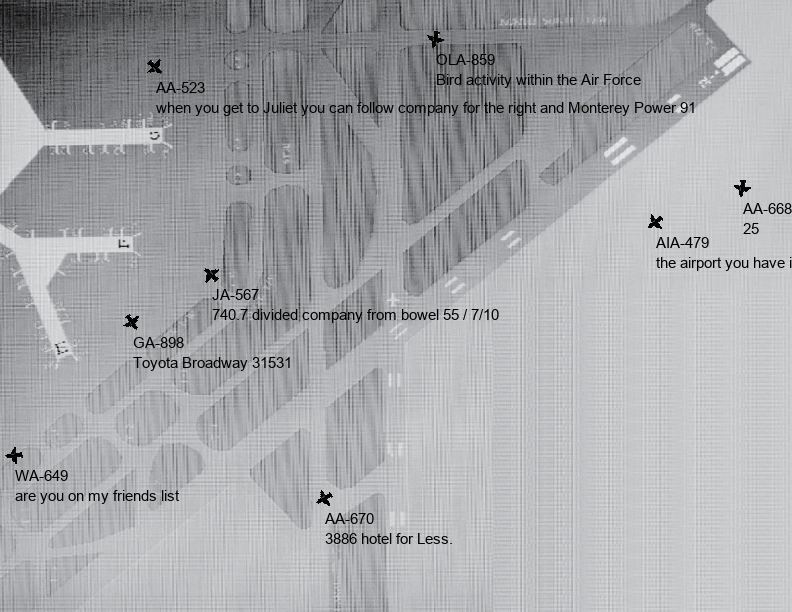 OLA-859
Bird activity within the Air Force
AA-523
when you get to Juliet you can follow company for the right and Monterey Power 91
AA-668
25
AIA-479
the airport you have i
JA-567
740.7 divided company from bowel 55 / 7/10
GA-898
Toyota Broadway 31531
WA-649
are you on my friends list
AA-670
3886 hotel for Less.